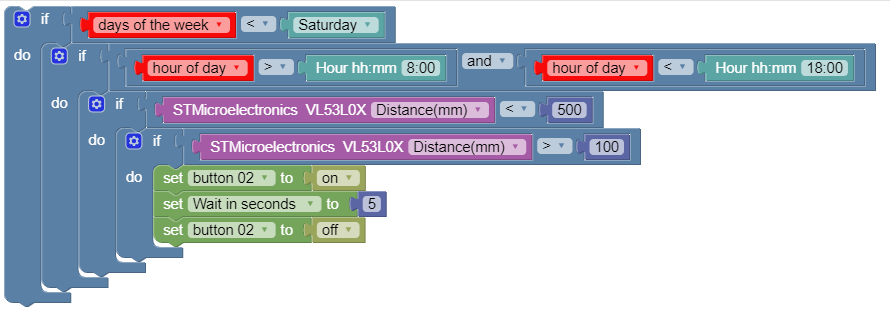 if days of the week < Saturday
do if hour of day > Hour hh:mm 8:00 and hour of day < Hour hh:mm 18:00
do if STMicroelectronics VL53L0X Distance(mm) < 500
do if STMicroelectronics VL53L0X Distance(mm) > 100
do set button 02 to on
set Wait in seconds to 5
set button 02 to off